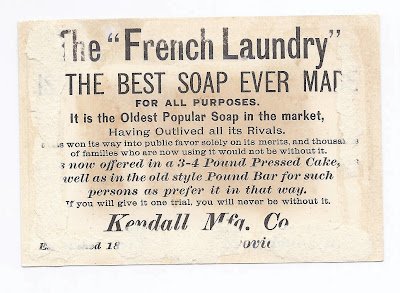 The "French Laundry"
THE BEST SOAP EVER MADE
FOR ALL PURPOSES.
It is the Oldest Popular Soap in the market,
Having Outlived all its Rivals.
won its way into public favor solely on its merits, and
of families who are now using it would not be without it.
is now offered in a 3-4 Pound Pressed Cake,
well as in the old style Pound Bar for such
persons as prefer it in that way.
If you will give it one trial, you will never be without it.
Kendall Mfg. Co